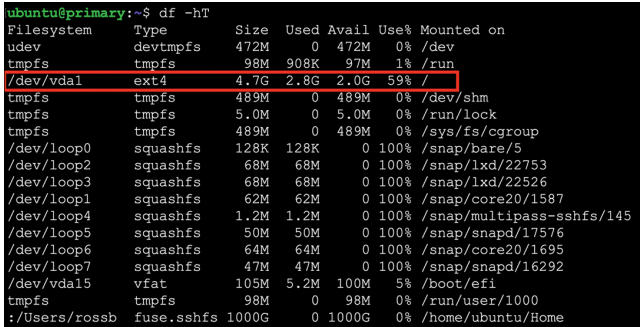 ubuntu@primary:~$ df -hT
Filesystem     Type        Size  Used Avail Use% Mounted on
udev           devtmpfs    472M     0  472M   0% /dev
tmpfs          tmpfs        98M  908K   97M   1% /run
/dev/vda1      ext4        4.7G  2.8G  2.0G  59% /
tmpfs          tmpfs       489M     0  489M   0% /dev/shm
tmpfs          tmpfs       5.0M     0  5.0M   0% /run/lock
tmpfs          tmpfs       489M     0  489M   0% /sys/fs/cgroup
/dev/loop0     squashfs    128K  128K     0 100% /snap/bare/5
/dev/loop2     squashfs     68M   68M     0 100% /snap/lxd/22753
/dev/loop3     squashfs     68M   68M     0 100% /snap/lxd/22526
/dev/loop1     squashfs     62M   62M     0 100% /snap/core20/1587
/dev/loop4     squashfs    1.2M  1.2M     0 100% /snap/multipass-sshfs/145
/dev/loop5     squashfs     50M   50M     0 100% /snap/snapd/17576
/dev/loop6     squashfs     64M   64M     0 100% /snap/core20/1695
/dev/loop7     squashfs     47M   47M     0 100% /snap/snapd/16292
/dev/vda15     vfat        105M  5.2M  100M   5% /boot/efi
tmpfs          tmpfs        98M     0   98M   0% /run/user/1000
:/Users/rossb  fuse.sshfs 1000G     0 1000G   0% /home/ubuntu/Home